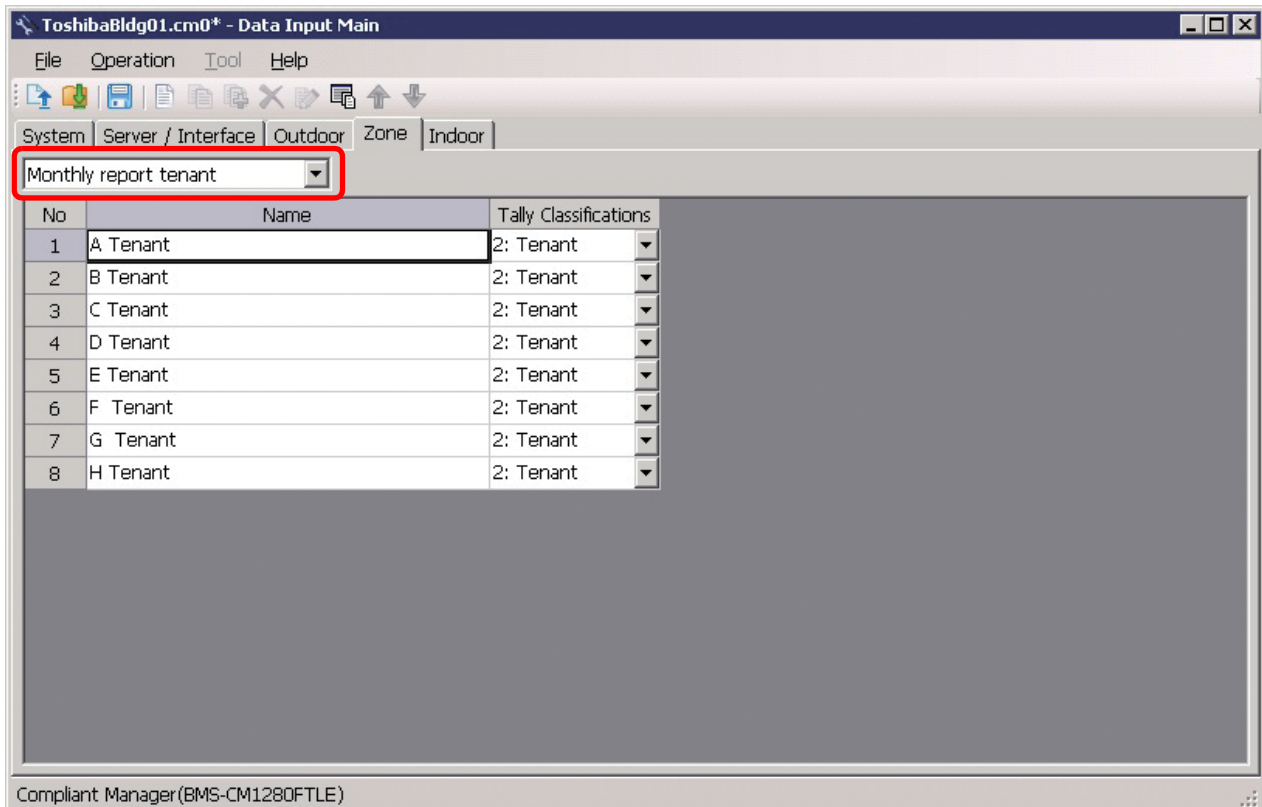 ToshibaBldg01.cm0* - Data Input Main
File Operation Tool Help
System Server / Interface Outdoor Zone Indoor
Monthly report tenant
No Name Tally Classifications
1 A Tenant 2: Tenant
2 B Tenant 2: Tenant
3 C Tenant 2: Tenant
4 D Tenant 2: Tenant
5 E Tenant 2: Tenant
6 F  Tenant 2: Tenant
7 G  Tenant 2: Tenant
8 H Tenant 2: Tenant
Compliant Manager(BMS-CM1280FTLE)